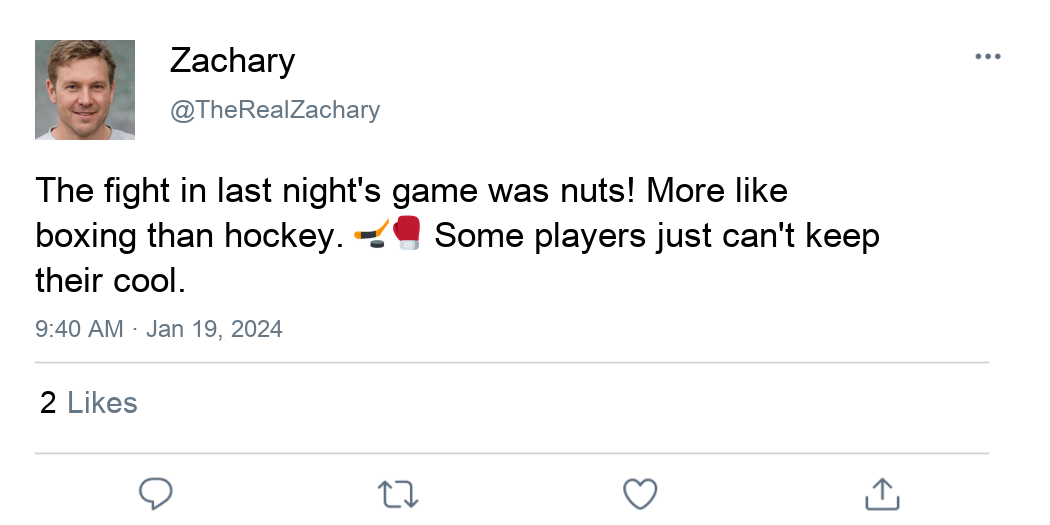 Zachary
@TheRealZachary
The fight in last night's game was nuts! More like
boxing than hockey. 🏒🥊 Some players just can't keep
their cool.
9:40 AM · Jan 19, 2024
2 Likes